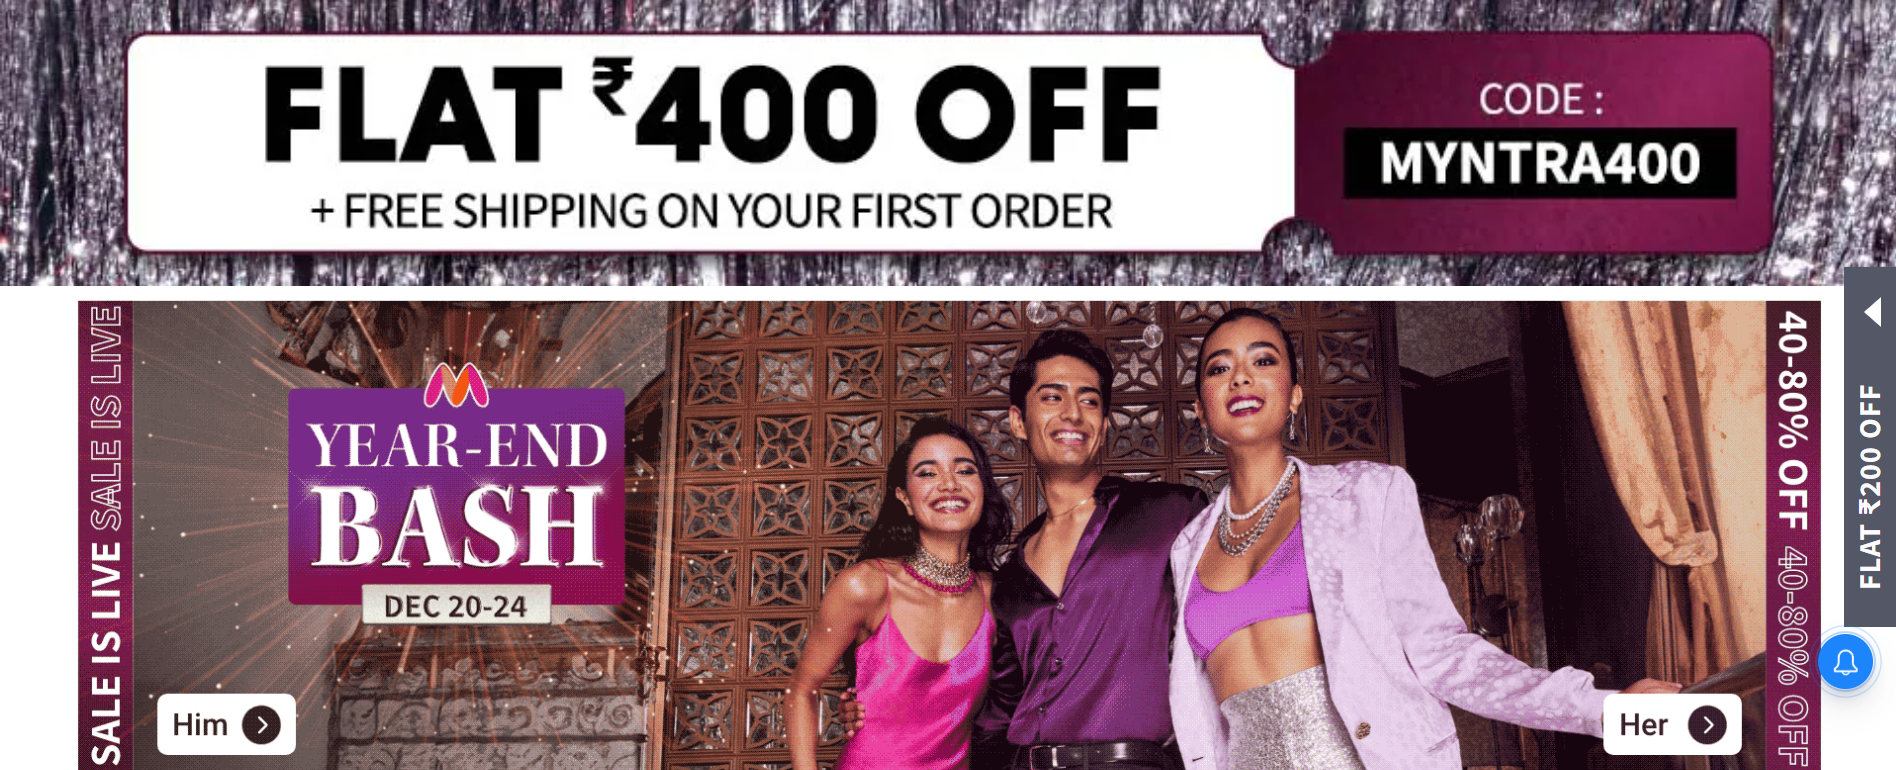 FLAT ₹400 OFF
+ FREE SHIPPING ON YOUR FIRST ORDER
CODE :
MYNTRA400
SALE IS LIVE SALE IS LIVE
YEAR-END
BASH
DEC 20-24
Him
Her
40-80% OFF 40-80% OFF
FLAT ₹200 OFF